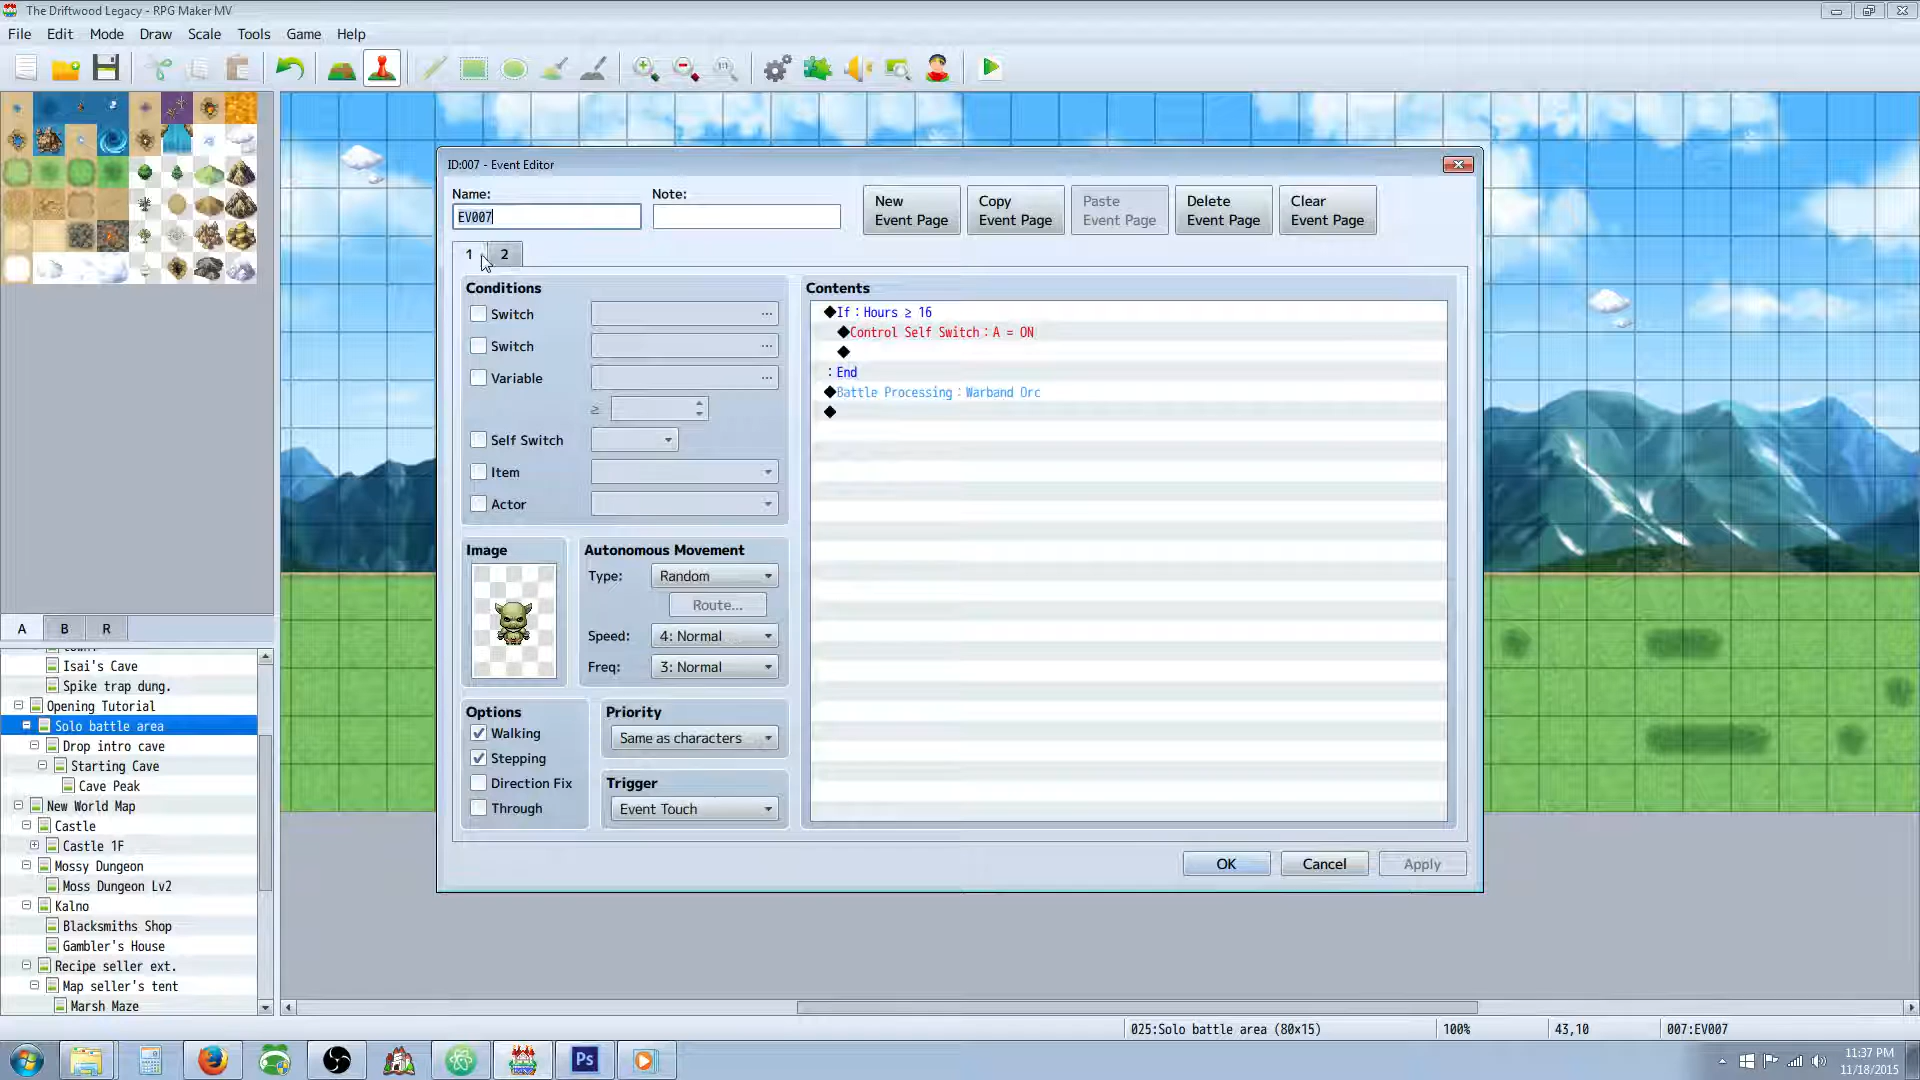 The Driftwood Legacy - RPG Maker MV
File Edit Mode Draw Scale Tools Game Help
1:1
ID:007 - Event Editor
Name:
Note:
EV007
New
Event Page
Copy
Event Page
Paste
Event Page
Delete
Event Page
Clear
Event Page
1 2
Conditions
Switch ...
Switch ...
Variable ...
≥
Self Switch
Item
Actor
Image
Autonomous Movement
Type: Random
Route...
Speed: 4: Normal
Freq: 3: Normal
Options
Walking
Stepping
Direction Fix
Through
Priority
Same as characters
Trigger
Event Touch
Contents
◆If：Hours ≥ 16
◆Control Self Switch：A = ON
◆
：End
◆Battle Processing：Warband Orc
◆
OK Cancel Apply
A B R
Isai's Cave
Spike trap dung.
Opening Tutorial
Solo battle area
Drop intro cave
Starting Cave
Cave Peak
New World Map
Castle
Castle 1F
Mossy Dungeon
Moss Dungeon Lv2
Kalno
Blacksmiths Shop
Gambler's House
Recipe seller ext.
Map seller's tent
Marsh Maze
025:Solo battle area (80x15) 100% 43,10 007:EV007
Ps
11:37 PM
11/18/2015